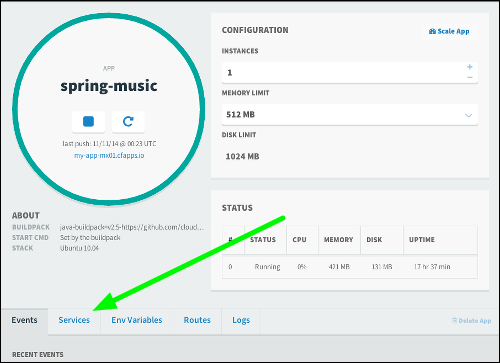 APP
spring-music
last push: 11/11/14 @ 00:23 UTC
my-app-mx01.cfapps.io
CONFIGURATION
Scale App
INSTANCES
1
MEMORY LIMIT
512 MB
DISK LIMIT
1024 MB
ABOUT
BUILDPACK java-buildpack=v2.5-https://github.com/cloud...
START CMD Set by the buildpack
STACK Ubuntu 10.04
STATUS
# STATUS CPU MEMORY DISK UPTIME
0 Running 0% 421 MB 131 MB 17 hr 37 min
Events Services Env Variables Routes Logs Delete App
RECENT EVENTS